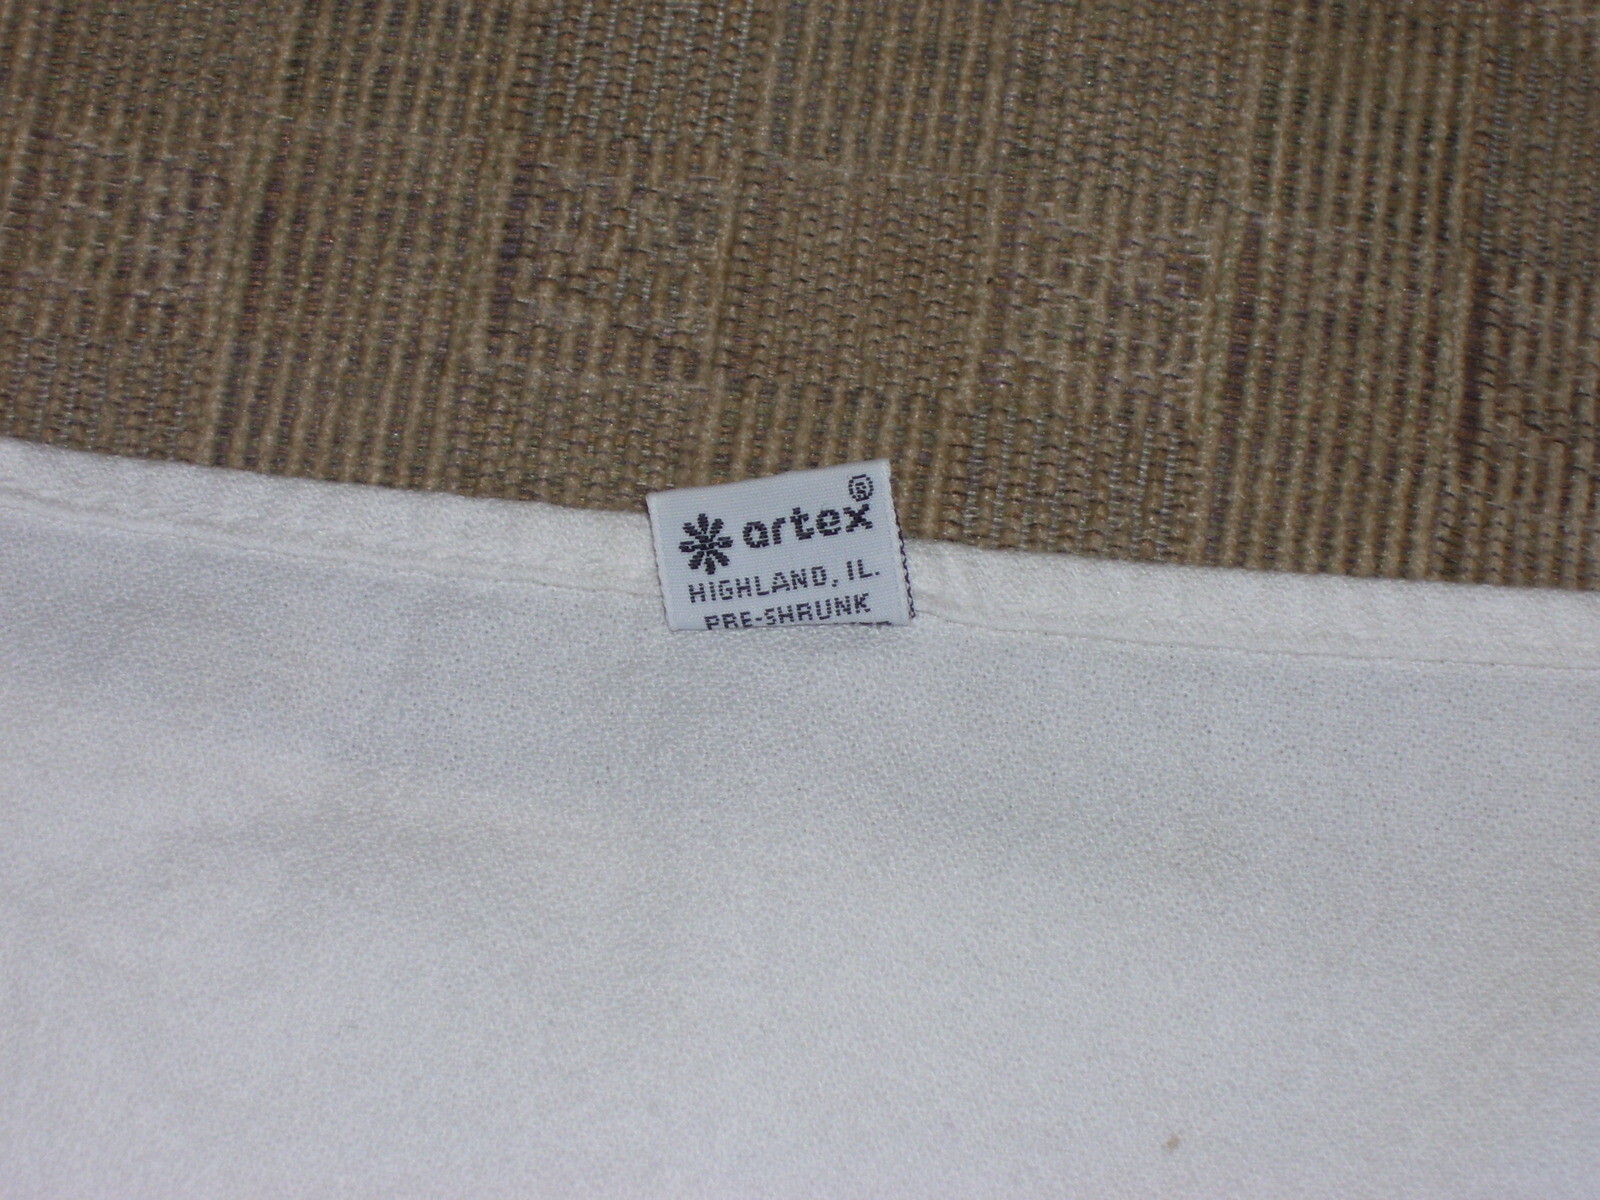 artex®
HIGHLAND, IL.
PRE-SHRUNK